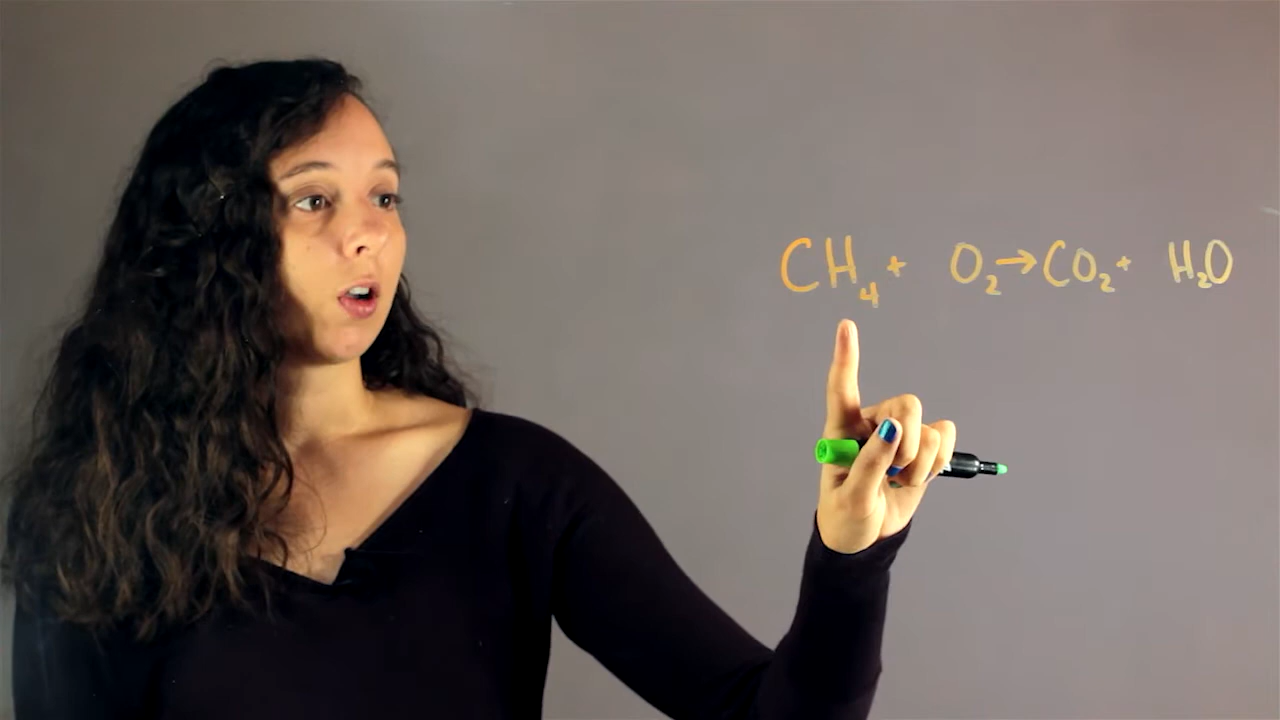 CH₄ + O₂ → CO₂ + H₂O